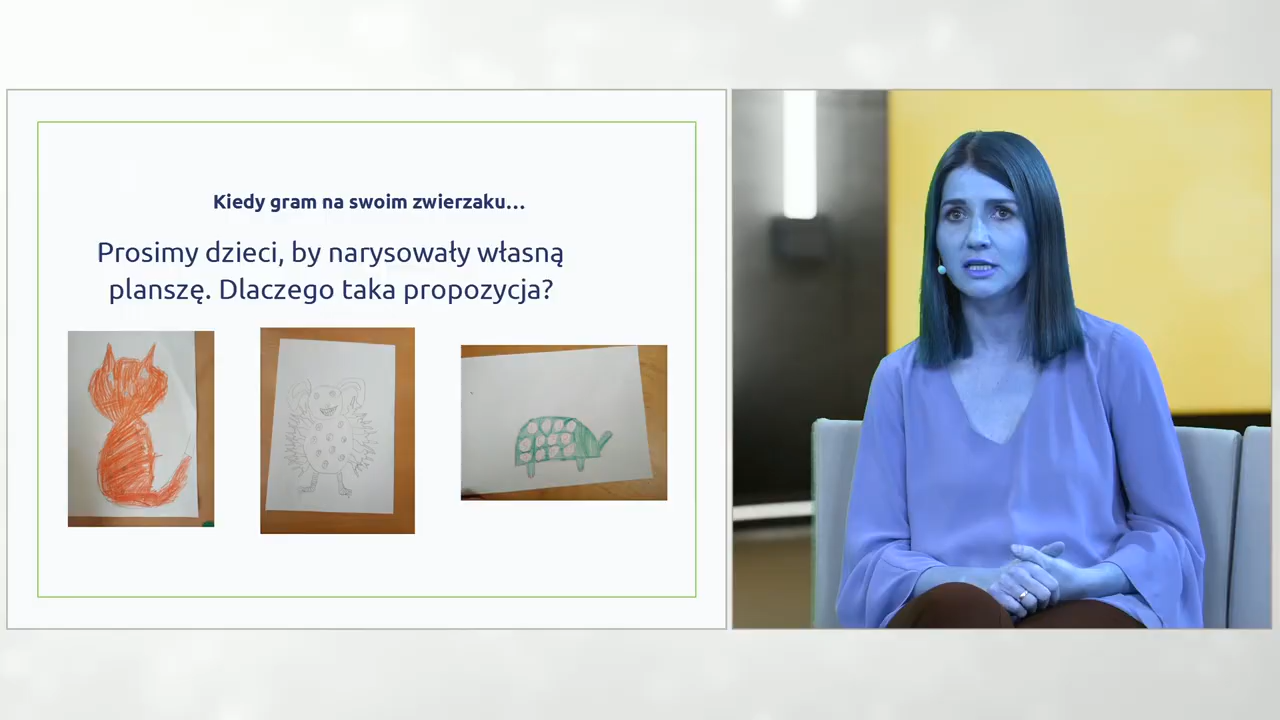 Kiedy gram na swoim zwierzaku...
Prosimy dzieci, by narysowały własną
planszę. Dlaczego taka propozycja?